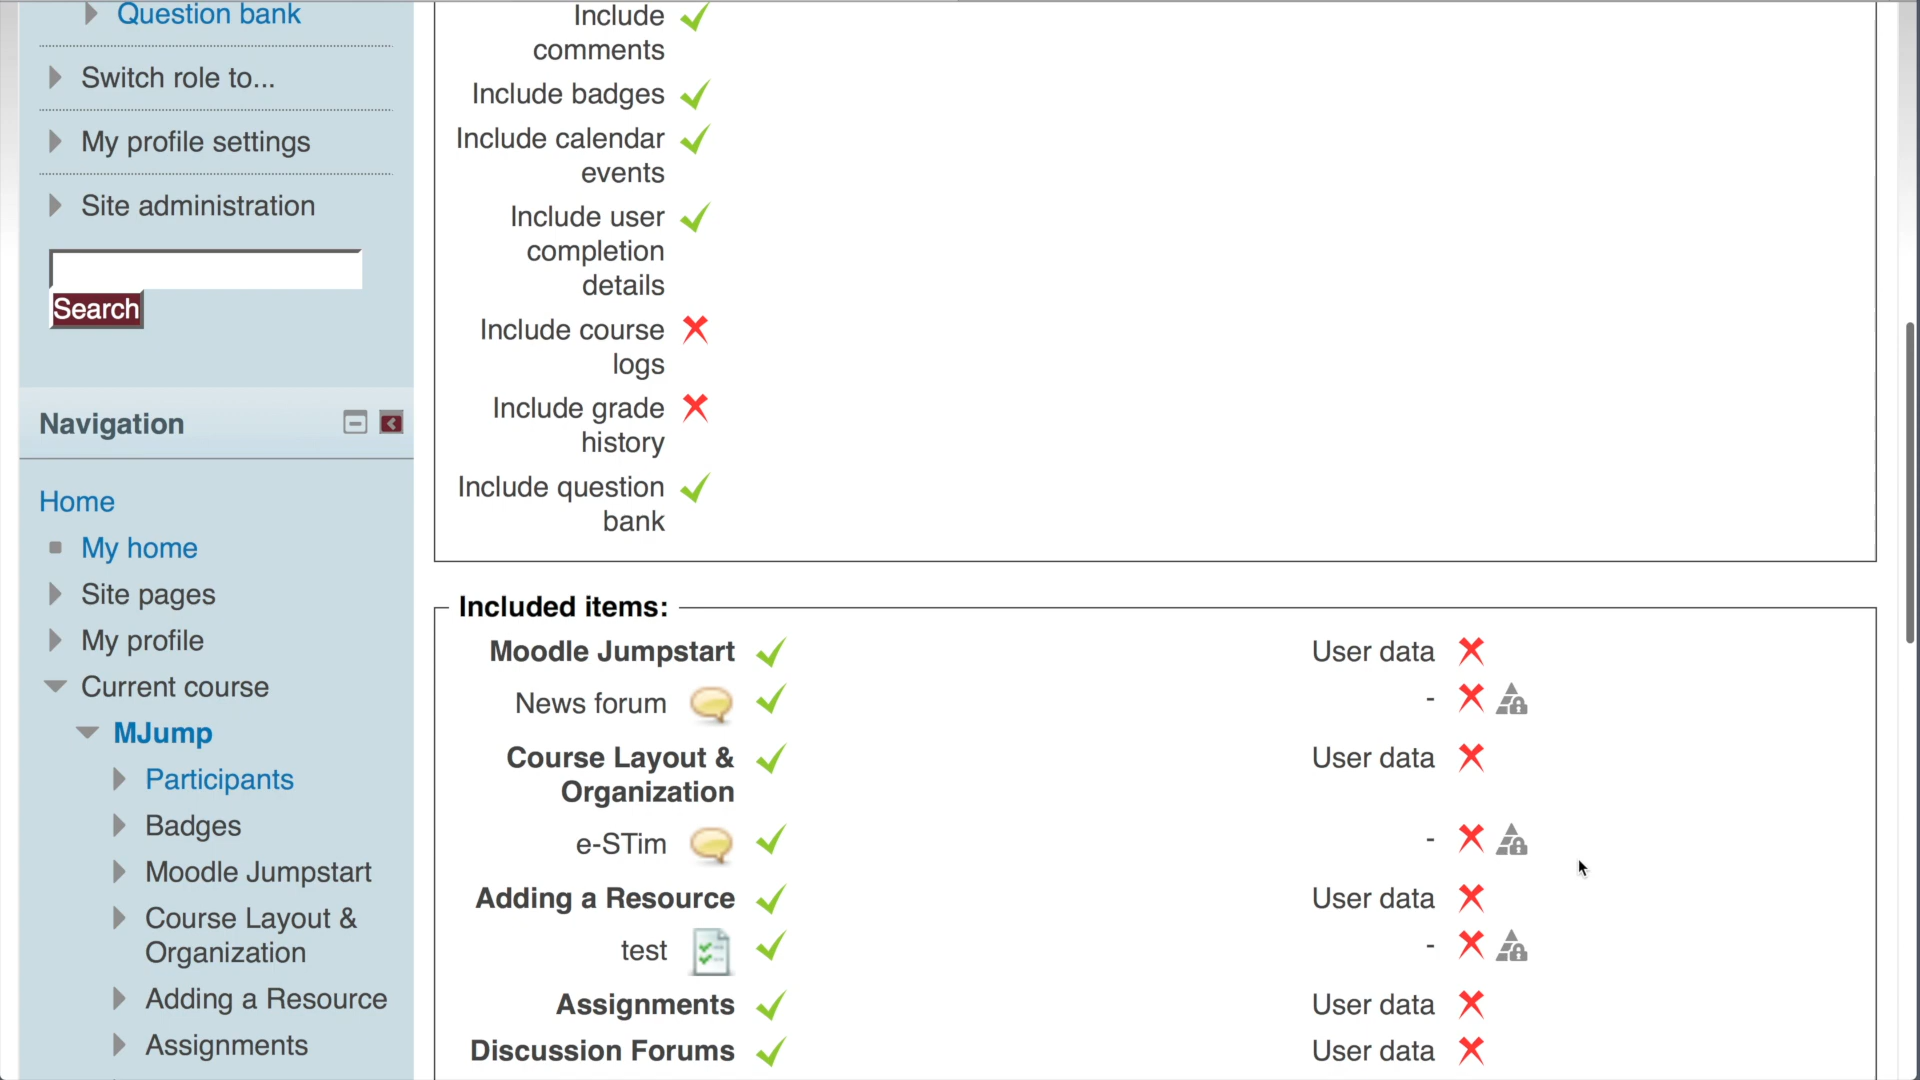 Question bank
Switch role to...
My profile settings
Site administration
Search
Navigation
Home
My home
Site pages
My profile
Current course
MJump
Participants
Badges
Moodle Jumpstart
Course Layout &
Organization
Adding a Resource
Assignments
Include
comments
Include badges
Include calendar
events
Include user
completion
details
Include course
logs
Include grade
history
Include question
bank
Included items:
Moodle Jumpstart User data
News forum -
Course Layout & User data
Organization
e-STim -
Adding a Resource User data
test -
Assignments User data
Discussion Forums User data